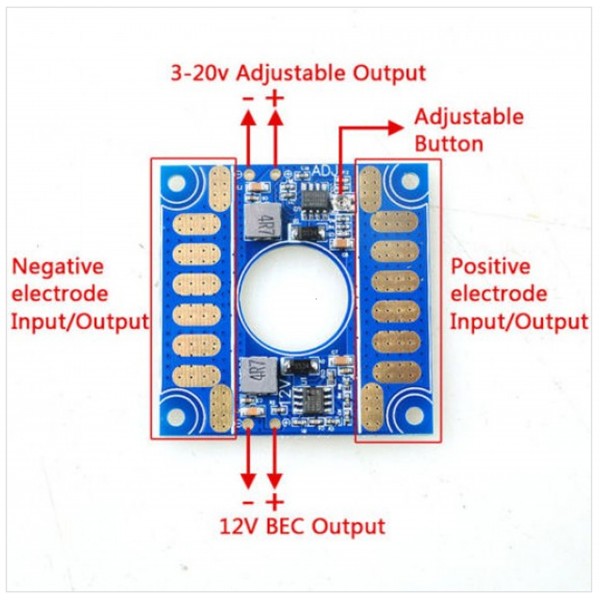 3-20v Adjustable Output
- +
Adjustable
Button
ADJ
4R7
Negative
electrode
Input/Output
Positive
electrode
Input/Output
4R7
12V
- +
12V BEC Output